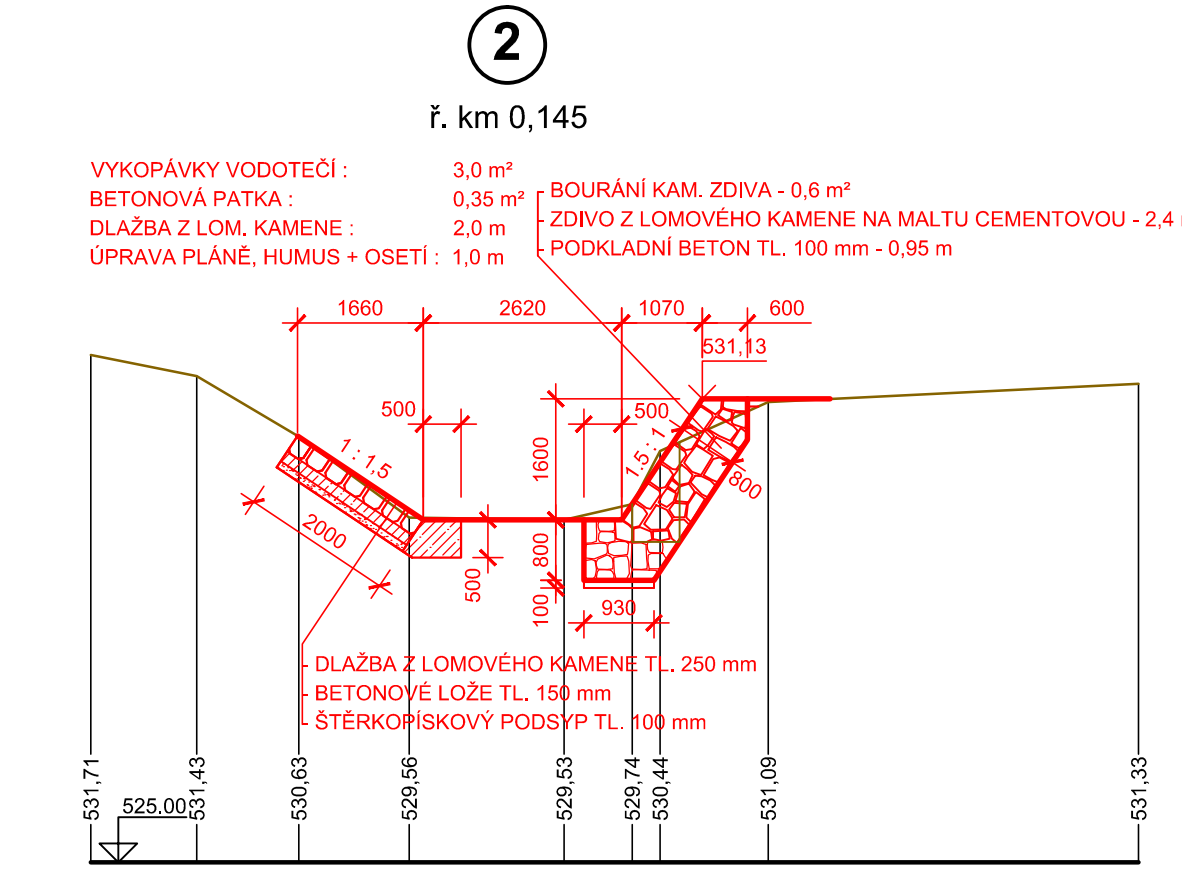 2
ř. km 0,145
VYKOPÁVKY VODOTEČÍ : 3,0 m²
BETONOVÁ PATKA : 0,35 m²
DLAŽBA Z LOM. KAMENE : 2,0 m
ÚPRAVA PLÁNĚ, HUMUS + OSETÍ : 1,0 m
- BOURÁNÍ KAM. ZDIVA - 0,6 m²
- ZDIVO Z LOMOVÉHO KAMENE NA MALTU CEMENTOVOU - 2,4
- PODKLADNÍ BETON TL. 100 mm - 0,95 m
1660 2620 1070 600
531,13
500 500
1 : 1,5
1600
1.5 : 1
800
2000
500
800
100
930
- DLAŽBA Z LOMOVÉHO KAMENE TL. 250 mm
- BETONOVÉ LOŽE TL. 150 mm
- ŠTĚRKOPÍSKOVÝ PODSYP TL. 100 mm
531,71 531,43 530,63 529,56 529,53 529,74 530,44 531,09 531,33
525.00